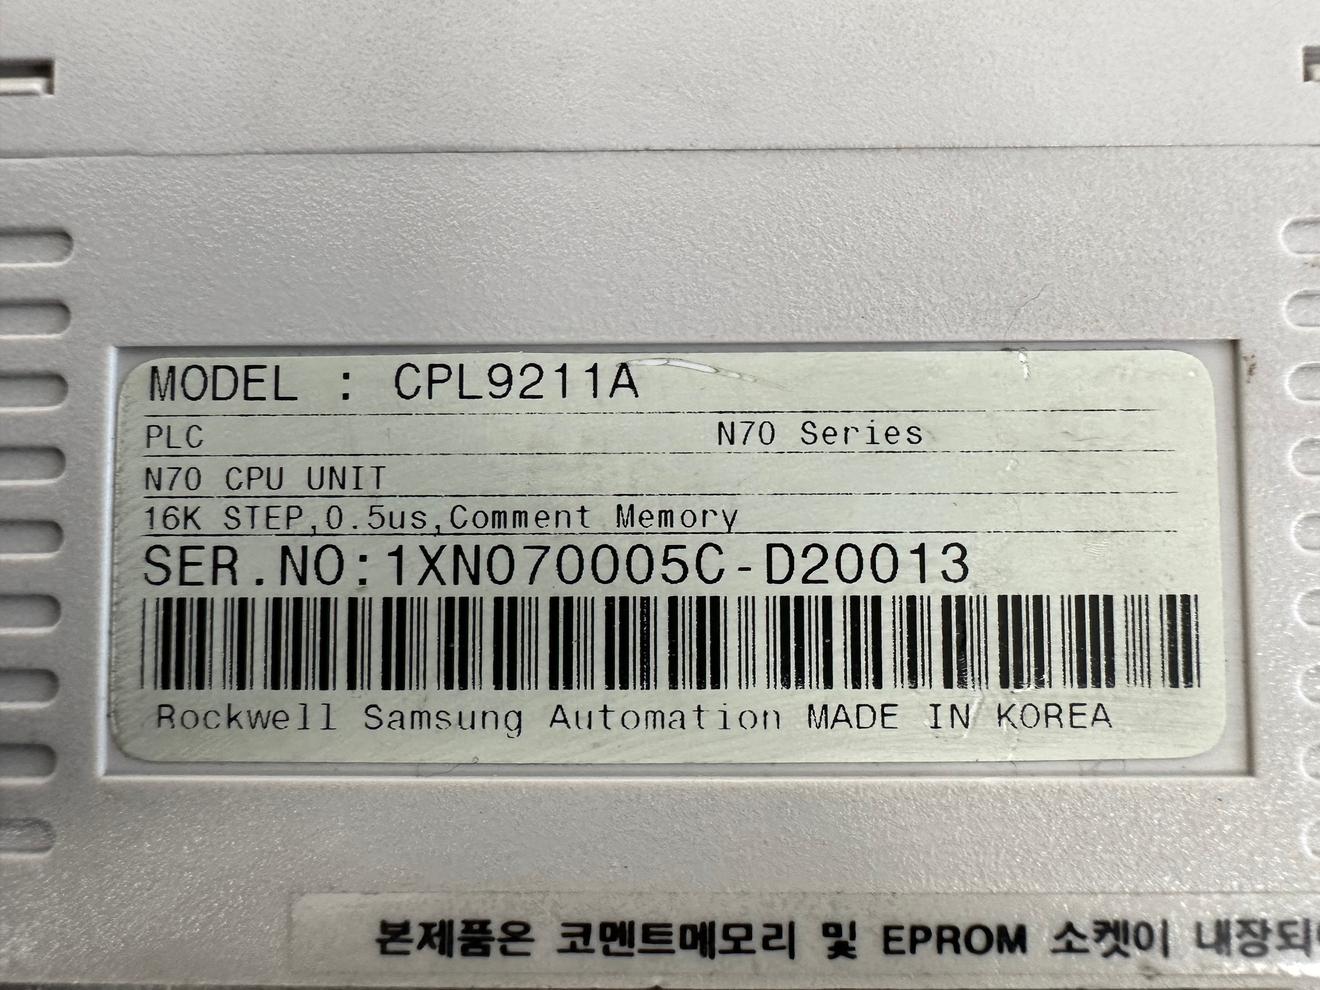 MODEL : CPL9211A
PLC N70 Series
N70 CPU UNIT
16K STEP,0.5us,Comment Memory
SER.NO:1XN070005C-D20013
Rockwell Samsung Automation MADE IN KOREA
본제품은 코멘트메모리 및 EPROM 소켓이 내장되